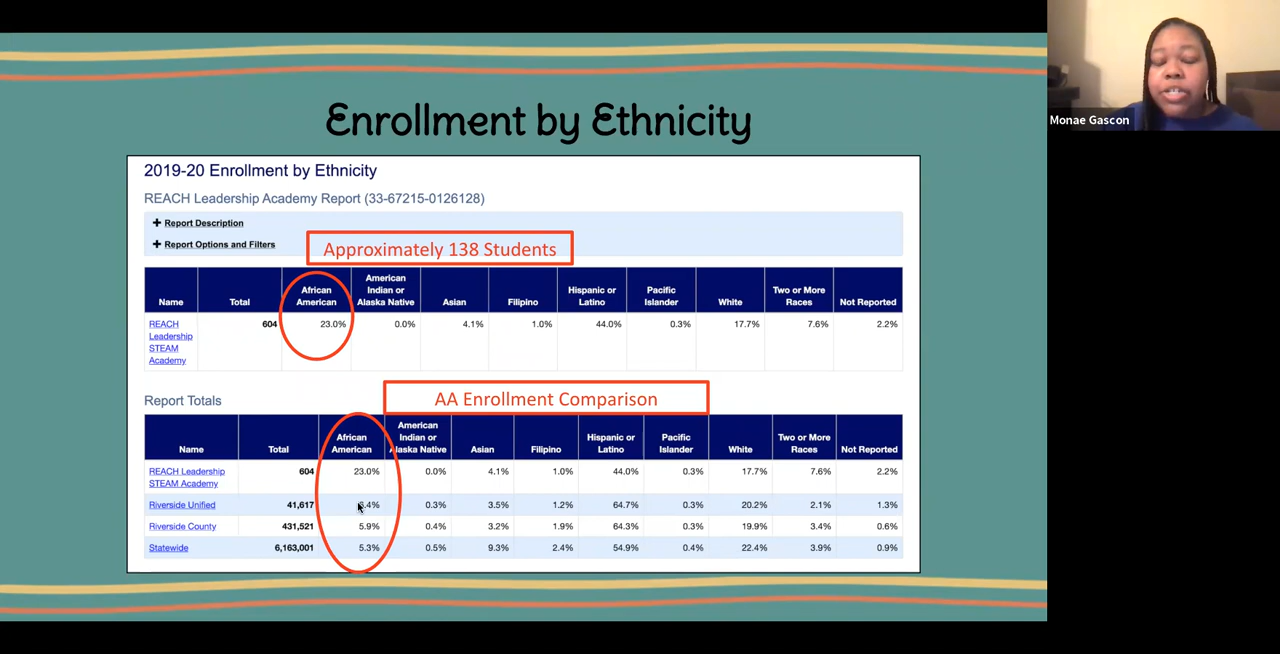 Enrollment by Ethnicity
Monae Gascon
2019-20 Enrollment by Ethnicity
REACH Leadership Academy Report (33-67215-0126128)
+ Report Description
+ Report Options and Filters
Approximately 138 Students
Name Total African American American Indian or Alaska Native Asian Filipino Hispanic or Latino Pacific Islander White Two or More Races Not Reported
REACH Leadership STEAM Academy 604 23.0% 0.0% 4.1% 1.0% 44.0% 0.3% 17.7% 7.6% 2.2%
AA Enrollment Comparison
Report Totals
Name Total African American American Indian or Alaska Native Asian Filipino Hispanic or Latino Pacific Islander White Two or More Races Not Reported
REACH Leadership STEAM Academy 604 23.0% 0.0% 4.1% 1.0% 44.0% 0.3% 17.7% 7.6% 2.2%
Riverside Unified 41,617 0.3% 3.5% 1.2% 64.7% 0.3% 20.2% 2.1% 1.3%
Riverside County 431,521 5.9% 0.4% 3.2% 1.9% 64.3% 0.3% 19.9% 3.4% 0.6%
Statewide 6,163,001 5.3% 0.5% 9.3% 2.4% 54.9% 0.4% 22.4% 3.9% 0.9%